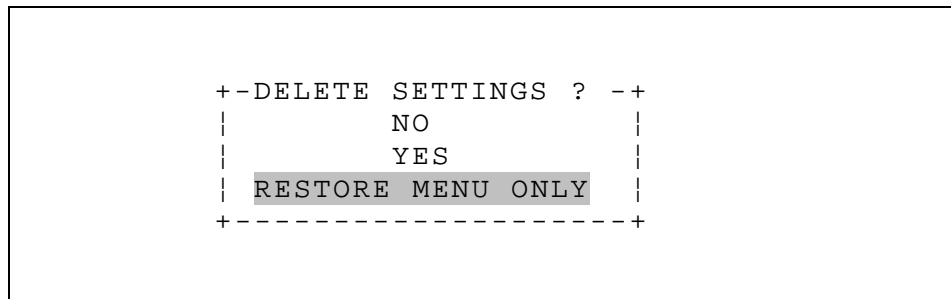 +-DELETE SETTINGS ? -+
¦ NO ¦
¦ YES ¦
¦ RESTORE MENU ONLY ¦
+--------------------+